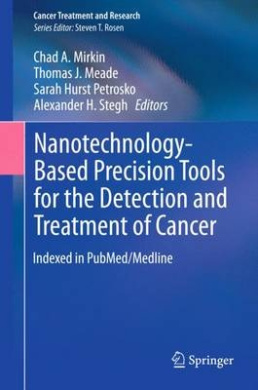 Cancer Treatment and Research
Series Editor: Steven T. Rosen
Chad A. Mirkin
Thomas J. Meade
Sarah Hurst Petrosko
Alexander H. Stegh Editors
Nanotechnology-
Based Precision Tools
for the Detection and
Treatment of Cancer
Indexed in PubMed/Medline
Springer